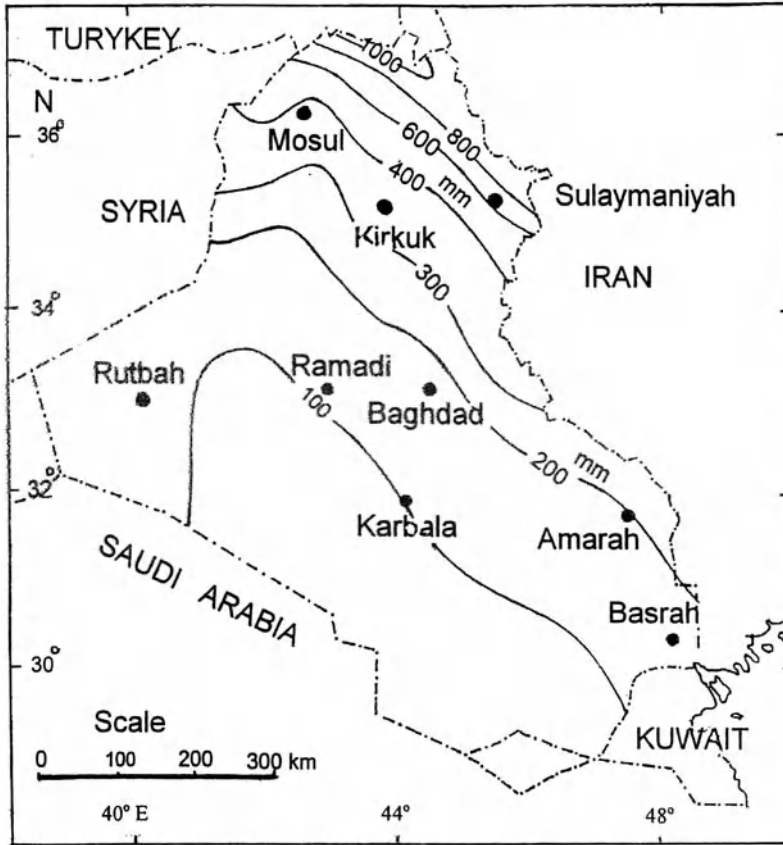 TURYKEY
1000
N
36°
800
600
Mosul
400
mm
SYRIA
Sulaymaniyah
Kirkuk
IRAN
300
34°
Rutbah
Ramadi
100
Baghdad
mm
200
32°
Karbala
Amarah
SAUDI ARABIA
Basrah
30°
Scale
0 100 200 300 km
KUWAIT
40° E
44°
48°